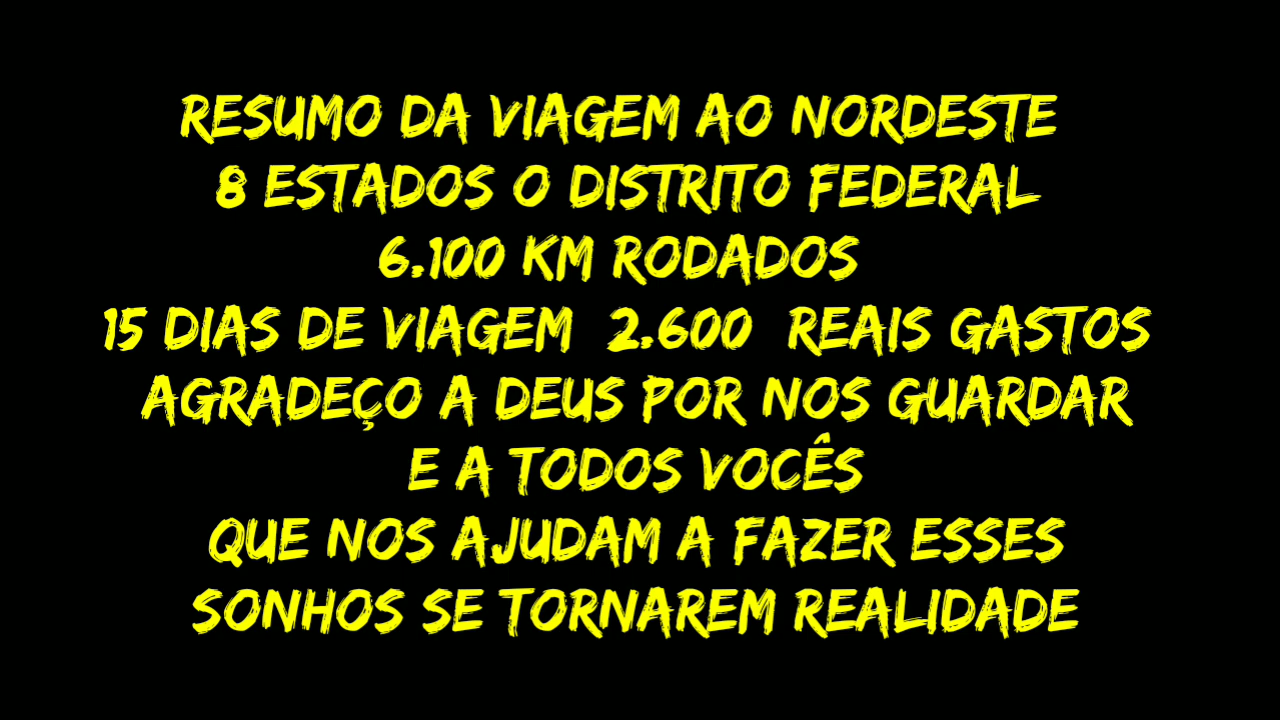 RESUMO DA VIAGEM AO NORDESTE
8 ESTADOS O DISTRITO FEDERAL
6.100 KM RODADOS
15 DIAS DE VIAGEM 2.600 REAIS GASTOS
AGRADEÇO A DEUS POR NOS GUARDAR
E A TODOS VOCÊS
QUE NOS AJUDAM A FAZER ESSES
SONHOS SE TORNAREM REALIDADE